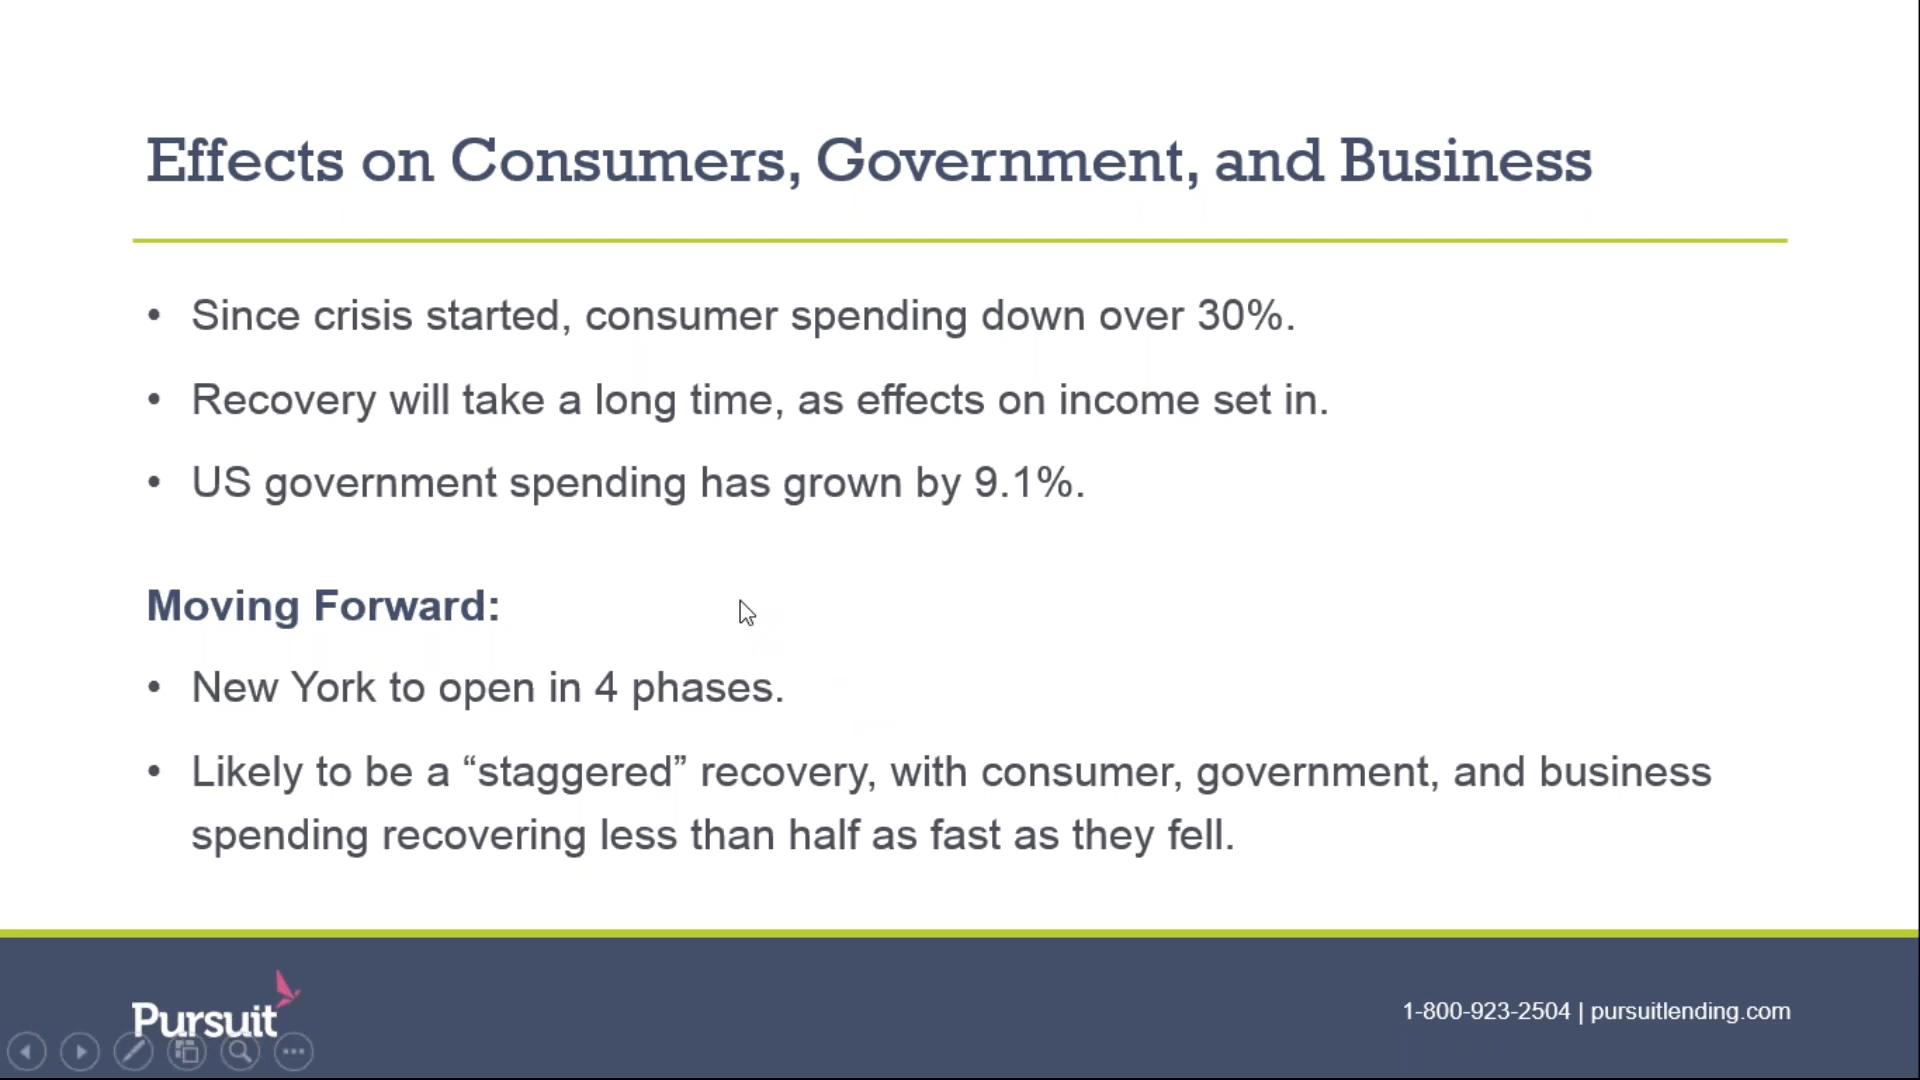 Effects on Consumers, Government, and Business
• Since crisis started, consumer spending down over 30%.
• Recovery will take a long time, as effects on income set in.
• US government spending has grown by 9.1%.
Moving Forward:
• New York to open in 4 phases.
• Likely to be a “staggered” recovery, with consumer, government, and business
spending recovering less than half as fast as they fell.
Pursuit
1-800-923-2504 | pursuitlending.com